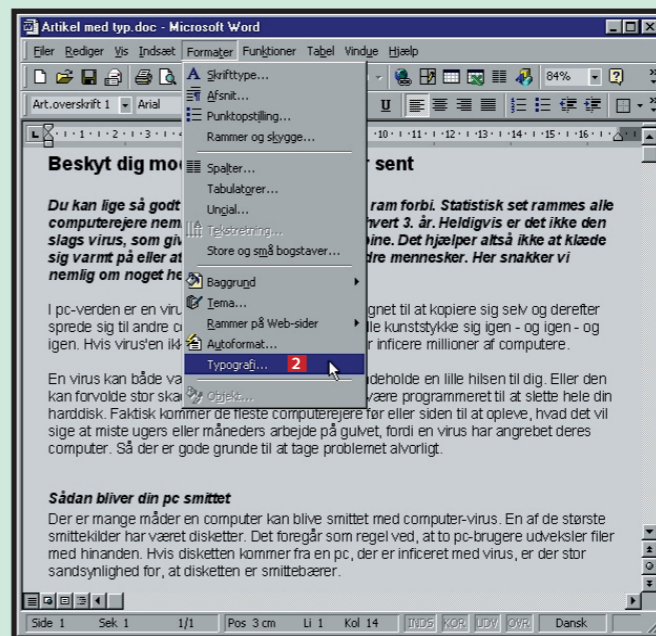 Artikel med typ.doc - Microsoft Word
Filer Rediger Vis Indsæt Formater Funktioner Tabel Vindue Hjælp
84%
Art.overskrift 1 Arial U
1 2 3 10 11 12 13 14 15 16
Skrifttype...
Afsnit...
Punktopstilling...
Rammer og skygge...
Spalter...
Tabulatorer...
Uncial...
Tekstretning...
Store og små bogstaver...
Baggrund
Tema...
Rammer på Web-sider
Autoformat...
Typografi... 2
Objekt...
Beskyt dig mo r sent
Du kan lige så godt ram forbi. Statistisk set rammes alle
computerejere nem hvert 3. år. Heldigvis er det ikke den
slags virus, som giv ine. Det hjælper altså ikke at klæde
sig varmt på eller at dre mennesker. Her snakker vi
nemlig om noget he
I pc-verden er en viru gnet til at kopiere sig selv og derefter
sprede sig til andre co lle kunststykke sig igen - og igen - og
igen. Hvis virus'en ik r inficere millioner af computere.
En virus kan både va ndeholde en lille hilsen til dig. Eller den
kan forvolde stor ska være programmeret til at slette hele din
harddisk. Faktisk kommer de fleste computerejere før eller siden til at opleve, hvad det vil
sige at miste ugers eller måneders arbejde på gulvet, fordi en virus har angrebet deres
computer. Så der er gode grunde til at tage problemet alvorligt.
Sådan bliver din pc smittet
Der er mange måder en computer kan blive smittet med computer-virus. En af de største
smittekilder har været disketter. Det foregår som regel ved, at to pc-brugere udveksler filer
med hinanden. Hvis disketten kommer fra en pc, der er inficeret med virus, er der stor
sandsynlighed for, at disketten er smittebærer.
Side 1 Sek 1 1/1 Pos 3 cm Li 1 Kol 14 INDS KOR UDV OVR Dansk